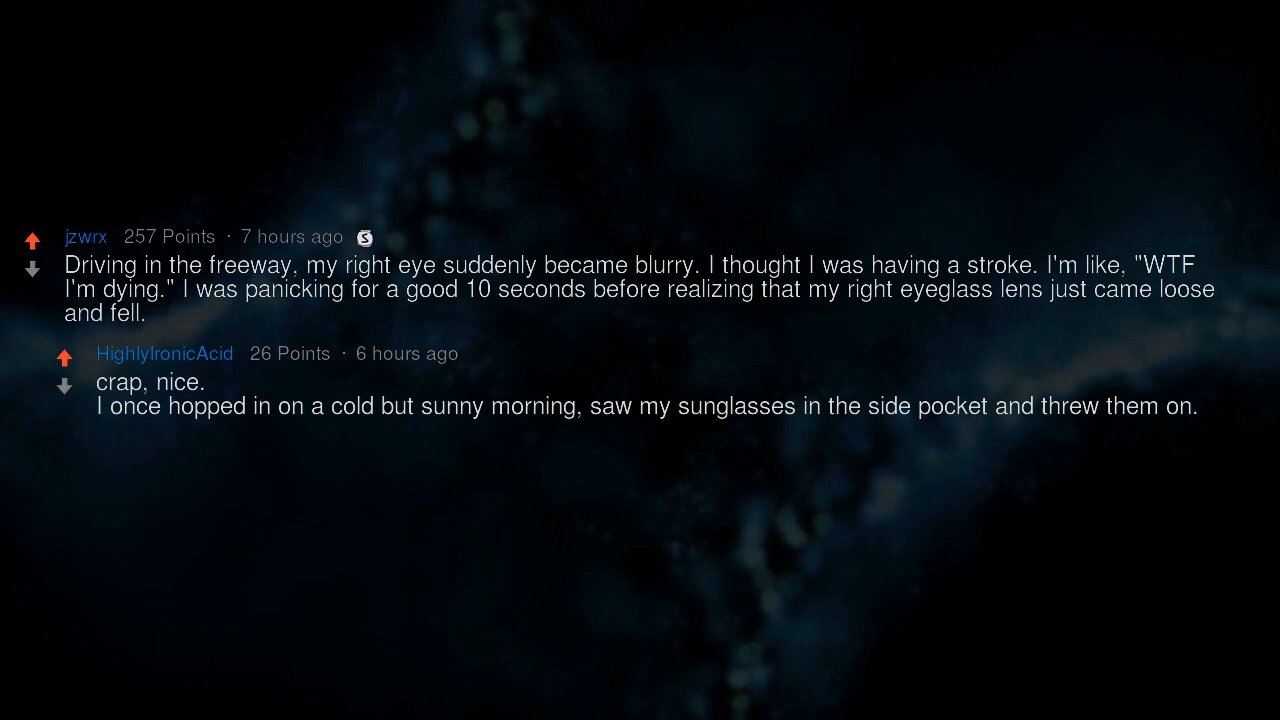 jzwrx 257 Points · 7 hours ago S
Driving in the freeway, my right eye suddenly became blurry. I thought I was having a stroke. I'm like, "WTF
I'm dying." I was panicking for a good 10 seconds before realizing that my right eyeglass lens just came loose
and fell.
HighlyIronicAcid 26 Points · 6 hours ago
crap, nice.
I once hopped in on a cold but sunny morning, saw my sunglasses in the side pocket and threw them on.